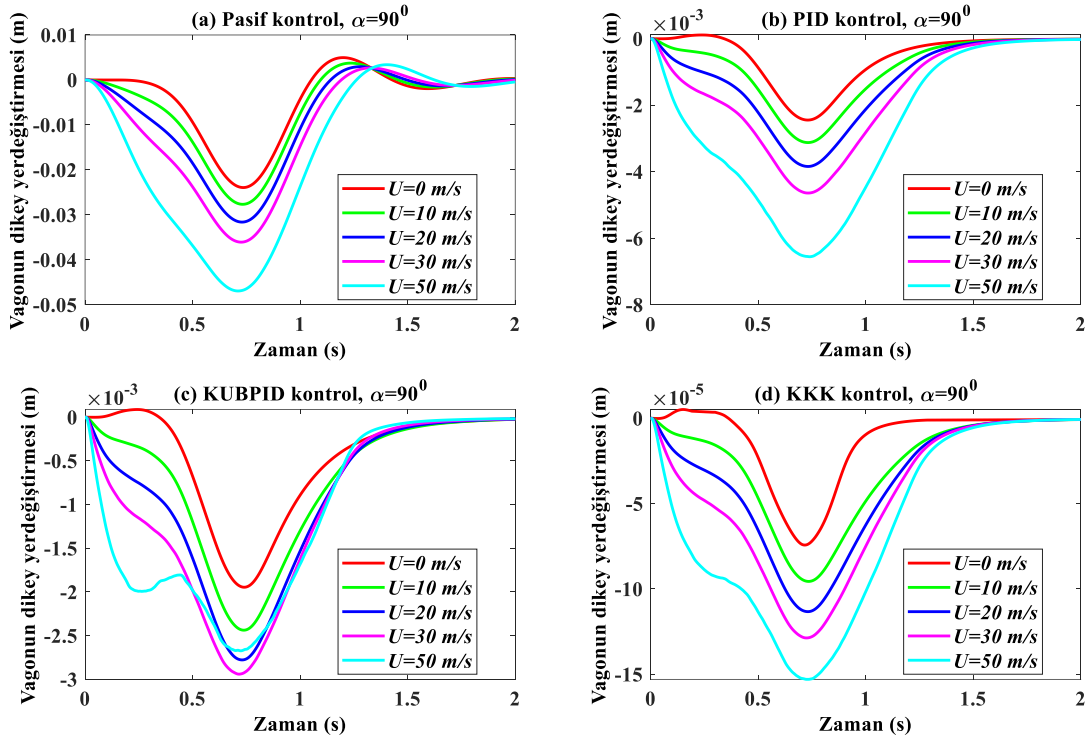 (a) Pasif kontrol, α=90⁰
Vagonun dikey yerdeğiştirmesi (m)
0.01
0
-0.01
-0.02
-0.03
-0.04
-0.05
U=0 m/s
U=10 m/s
U=20 m/s
U=30 m/s
U=50 m/s
0 0.5 1 1.5 2
Zaman (s)
(b) PID kontrol, α=90⁰
×10⁻³
Vagonun dikey yerdeğiştirmesi (m)
0
-2
-4
-6
-8
U=0 m/s
U=10 m/s
U=20 m/s
U=30 m/s
U=50 m/s
0 0.5 1 1.5 2
Zaman (s)
(c) KUBPID kontrol, α=90⁰
×10⁻³
Vagonun dikey yerdeğiştirmesi (m)
0
-0.5
-1
-1.5
-2
-2.5
-3
U=0 m/s
U=10 m/s
U=20 m/s
U=30 m/s
U=50 m/s
0 0.5 1 1.5 2
Zaman (s)
(d) KKK kontrol, α=90⁰
×10⁻⁵
Vagonun dikey yerdeğiştirmesi (m)
0
-5
-10
-15
U=0 m/s
U=10 m/s
U=20 m/s
U=30 m/s
U=50 m/s
0 0.5 1 1.5 2
Zaman (s)